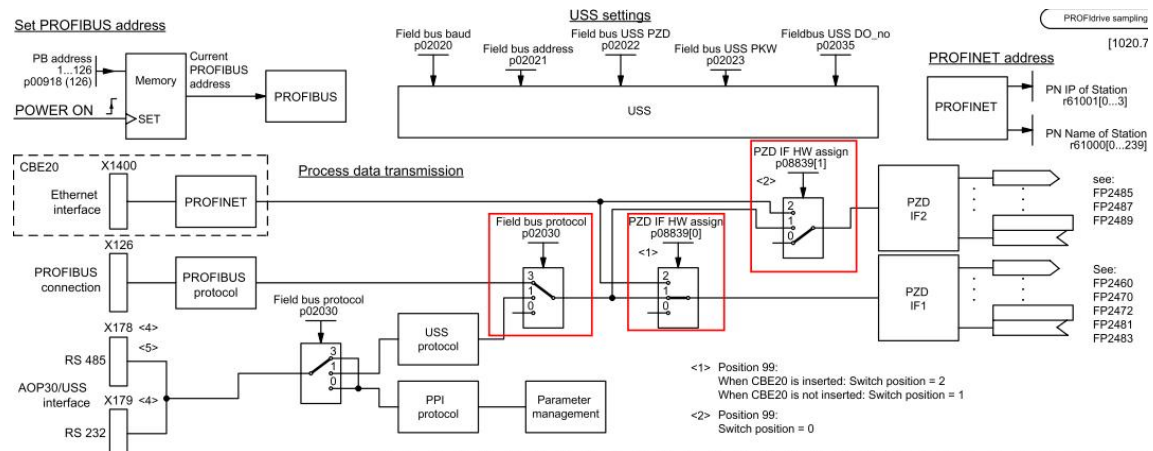 Set PROFIBUS address
PB address
1...126
p00918 (126)
POWER ON
Memory
SET
Current
PROFIBUS
address
PROFIBUS
USS settings
Field bus baud
p02020
Field bus address
p02021
Field bus USS PZD
p02022
Field bus USS PKW
p02023
Fieldbus USS DO_no
p02035
USS
PROFIdrive sampling
[1020.7
PROFINET address
PROFINET
PN IP of Station
r61001[0...3]
PN Name of Station
r61000[0...239]
CBE20
X1400
Ethernet
interface
PROFINET
Process data transmission
X126
PROFIBUS
connection
PROFIBUS
protocol
X178 <4>
<5>
RS 485
AOP30/USS
interface
X179 <4>
RS 232
Field bus protocol
p02030
3
1
0
USS
protocol
PPI
protocol
Parameter
management
Field bus protocol
p02030
3
1
0
PZD IF HW assign
p08839[0]
<1>
2
1
0
PZD IF HW assign
p08839[1]
<2>
2
1
0
PZD
IF2
see:
FP2485
FP2487
FP2489
PZD
IF1
See:
FP2460
FP2470
FP2472
FP2481
FP2483
<1> Position 99:
When CBE20 is inserted: Switch position = 2
When CBE20 is not inserted: Switch position = 1
<2> Position 99:
Switch position = 0